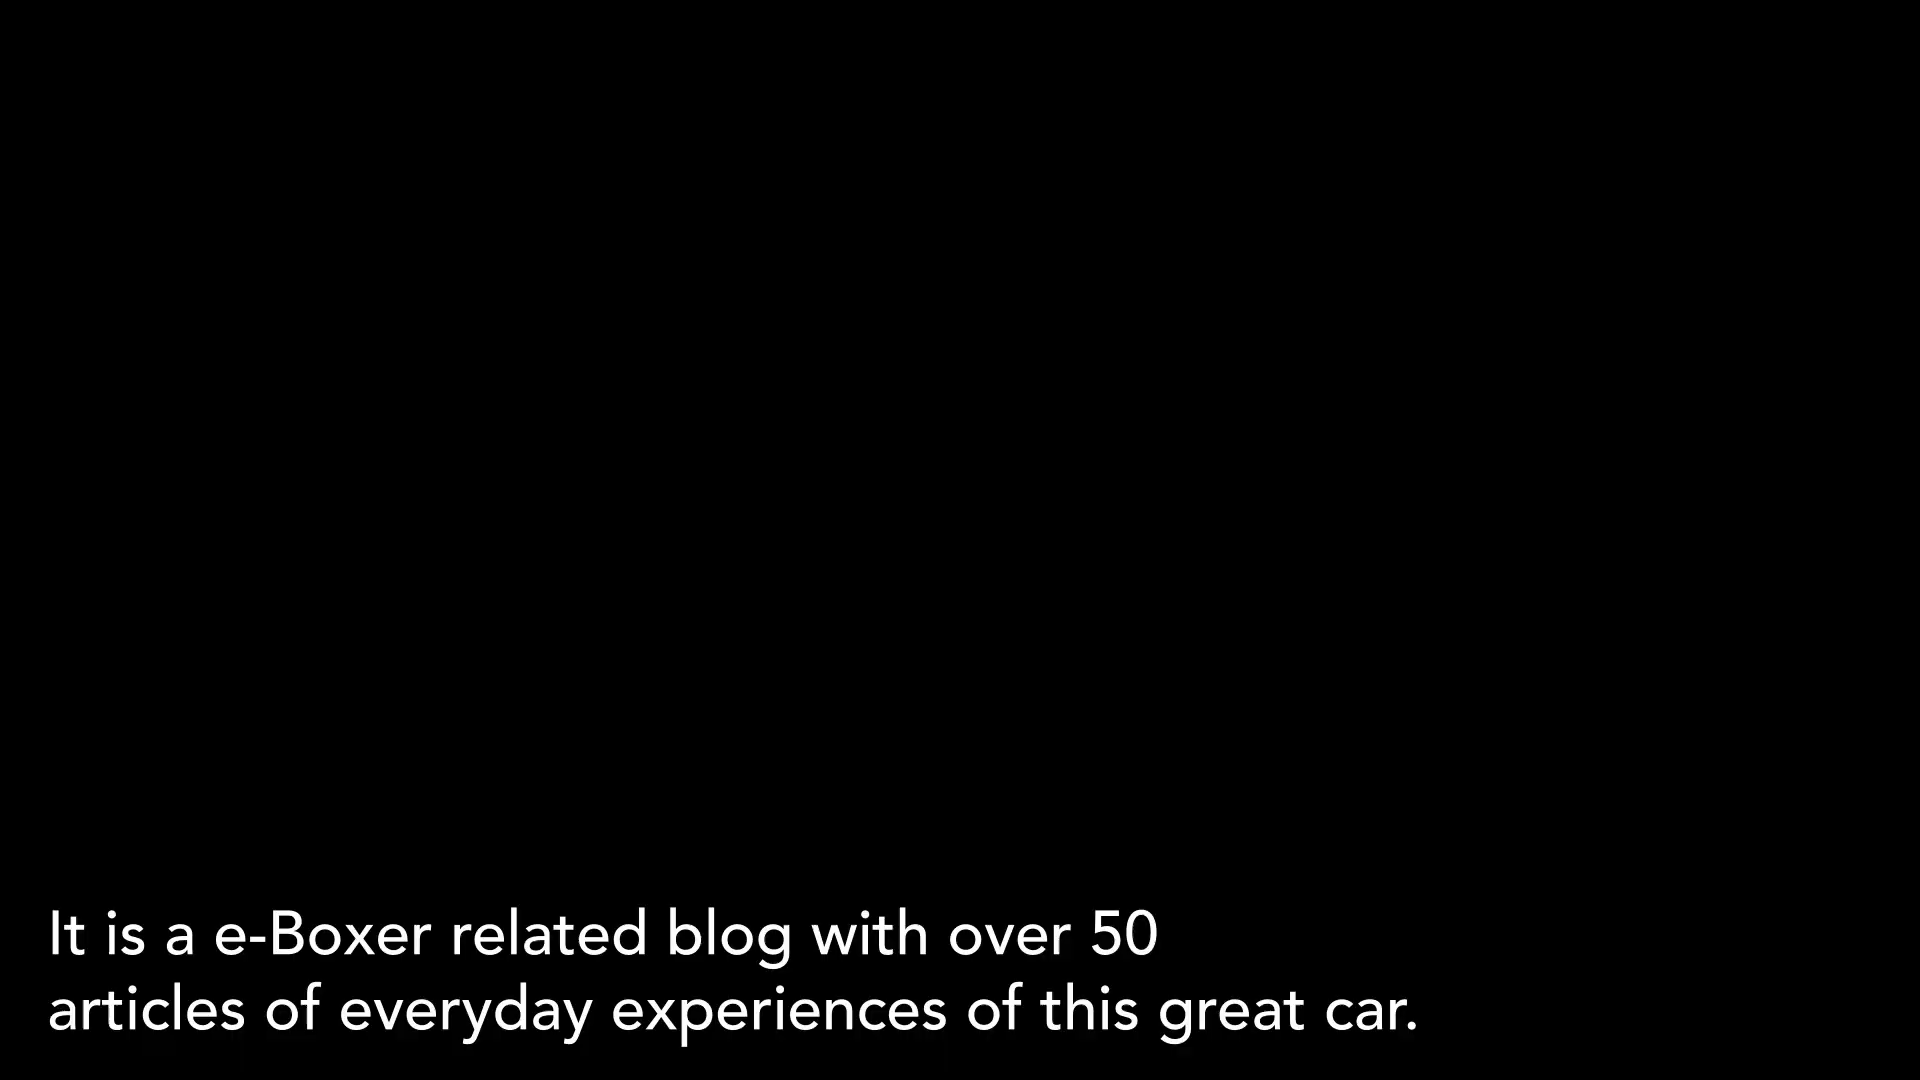 It is a e-Boxer related blog with over 50
articles of everyday experiences of this great car.